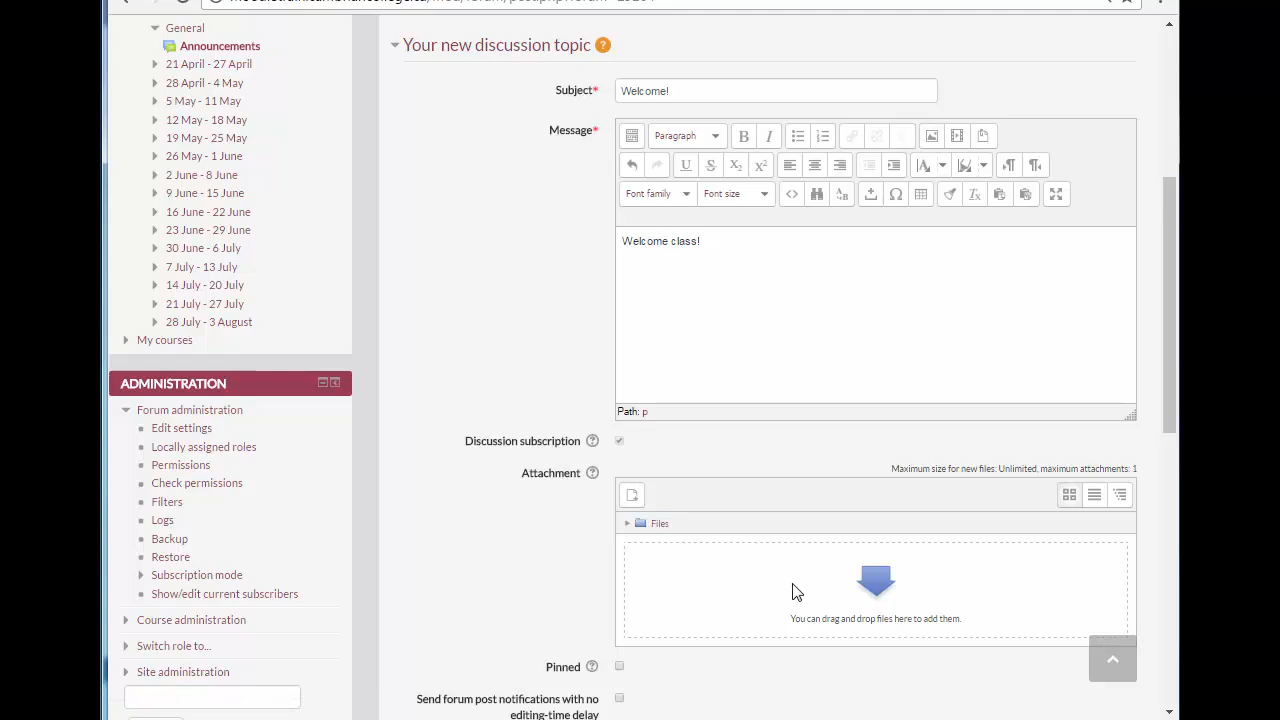 General
Announcements
21 April - 27 April
28 April - 4 May
5 May - 11 May
12 May - 18 May
19 May - 25 May
26 May - 1 June
2 June - 8 June
9 June - 15 June
16 June - 22 June
23 June - 29 June
30 June - 6 July
7 July - 13 July
14 July - 20 July
21 July - 27 July
28 July - 3 August
My courses
ADMINISTRATION
Forum administration
Edit settings
Locally assigned roles
Permissions
Check permissions
Filters
Logs
Backup
Restore
Subscription mode
Show/edit current subscribers
Course administration
Switch role to...
Site administration
Your new discussion topic
Subject*
Welcome!
Message*
Paragraph
Font family
Font size
Welcome class!
Path: p
Discussion subscription
Attachment
Maximum size for new files: Unlimited, maximum attachments: 1
Files
You can drag and drop files here to add them.
Pinned
Send forum post notifications with no
editing-time delay